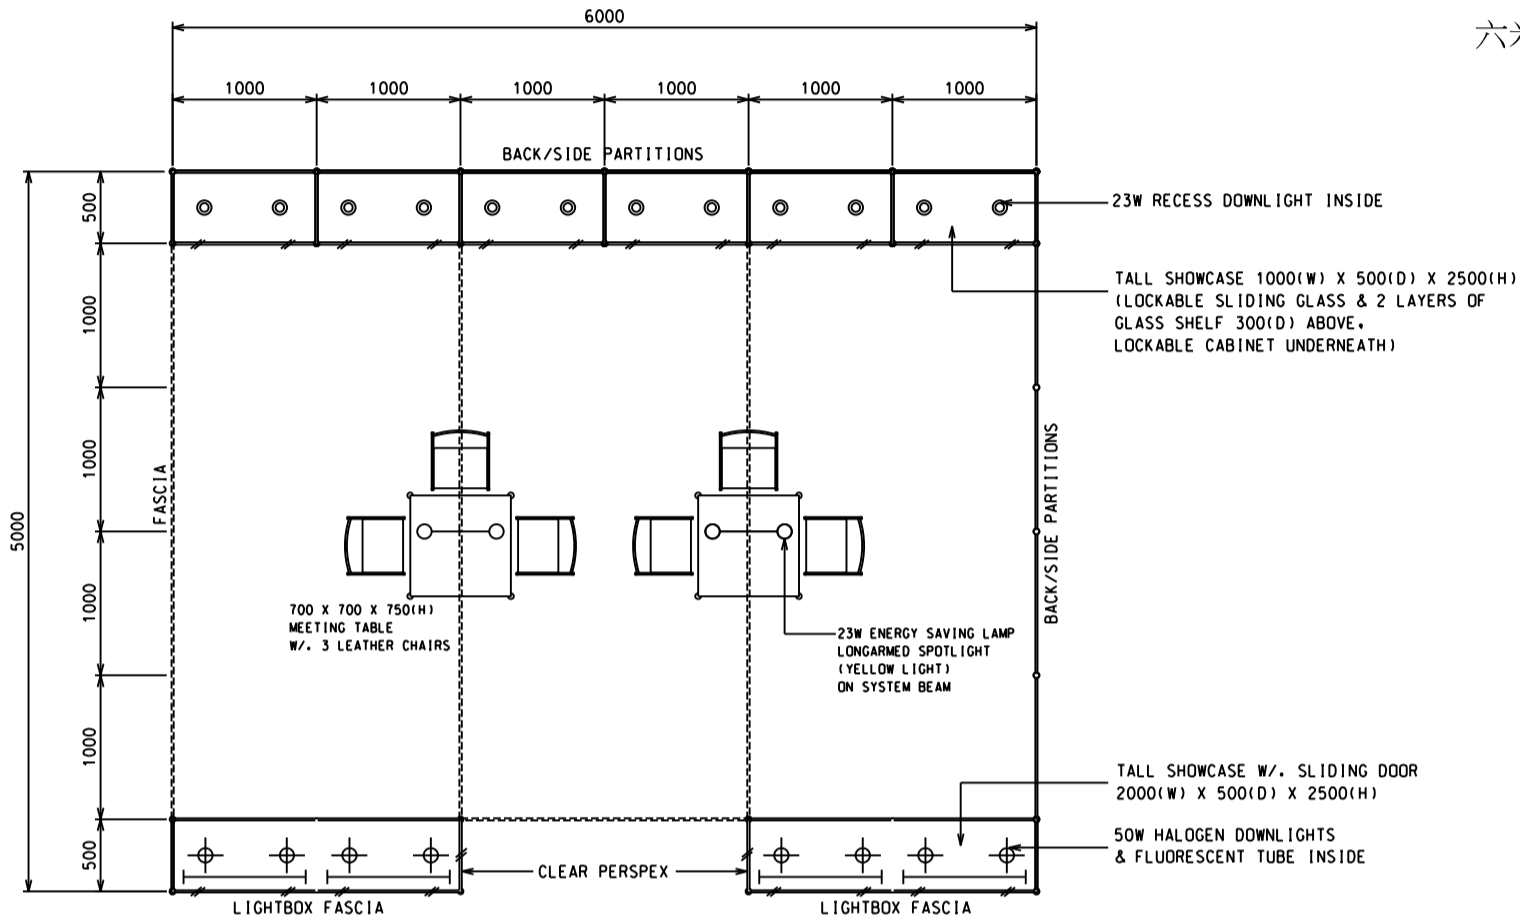 6000
六
1000 1000 1000 1000 1000 1000
BACK/SIDE PARTITIONS
500
23W RECESS DOWNLIGHT INSIDE
TALL SHOWCASE 1000(W) X 500(D) X 2500(H)
(LOCKABLE SLIDING GLASS & 2 LAYERS OF
GLASS SHELF 300(D) ABOVE,
LOCKABLE CABINET UNDERNEATH)
1000
1000
FASCIA
BACK/SIDE PARTITIONS
5000
1000
700 X 700 X 750(H)
MEETING TABLE
W/. 3 LEATHER CHAIRS
23W ENERGY SAVING LAMP
LONGARMED SPOTLIGHT
(YELLOW LIGHT)
ON SYSTEM BEAM
1000
TALL SHOWCASE W/. SLIDING DOOR
2000(W) X 500(D) X 2500(H)
500
50W HALOGEN DOWNLIGHTS
& FLUORESCENT TUBE INSIDE
CLEAR PERSPEX
LIGHTBOX FASCIA
LIGHTBOX FASCIA